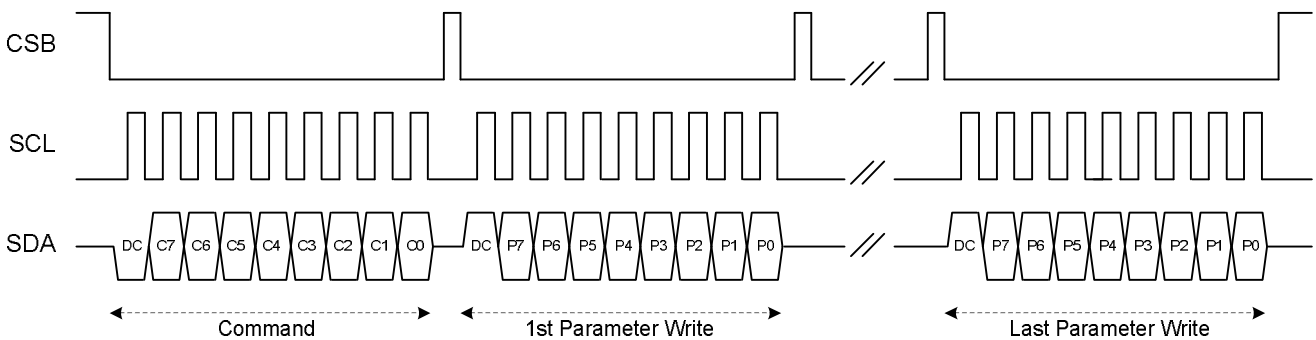 CSB
SCL
SDA DC C7 C6 C5 C4 C3 C2 C1 C0 DC P7 P6 P5 P4 P3 P2 P1 P0 DC P7 P6 P5 P4 P3 P2 P1 P0
Command 1st Parameter Write Last Parameter Write